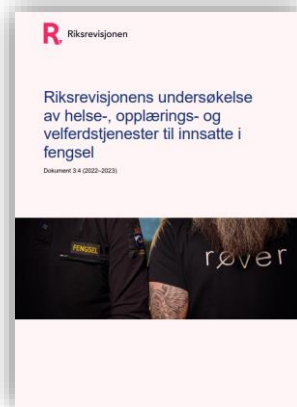 Riksrevisjonen
Riksrevisjonens undersøkelse
av helse-, opplærings- og
velferdstjenester til innsatte i
fengsel
Dokument 3:4 (2022–2023)
FENGSEL
røver